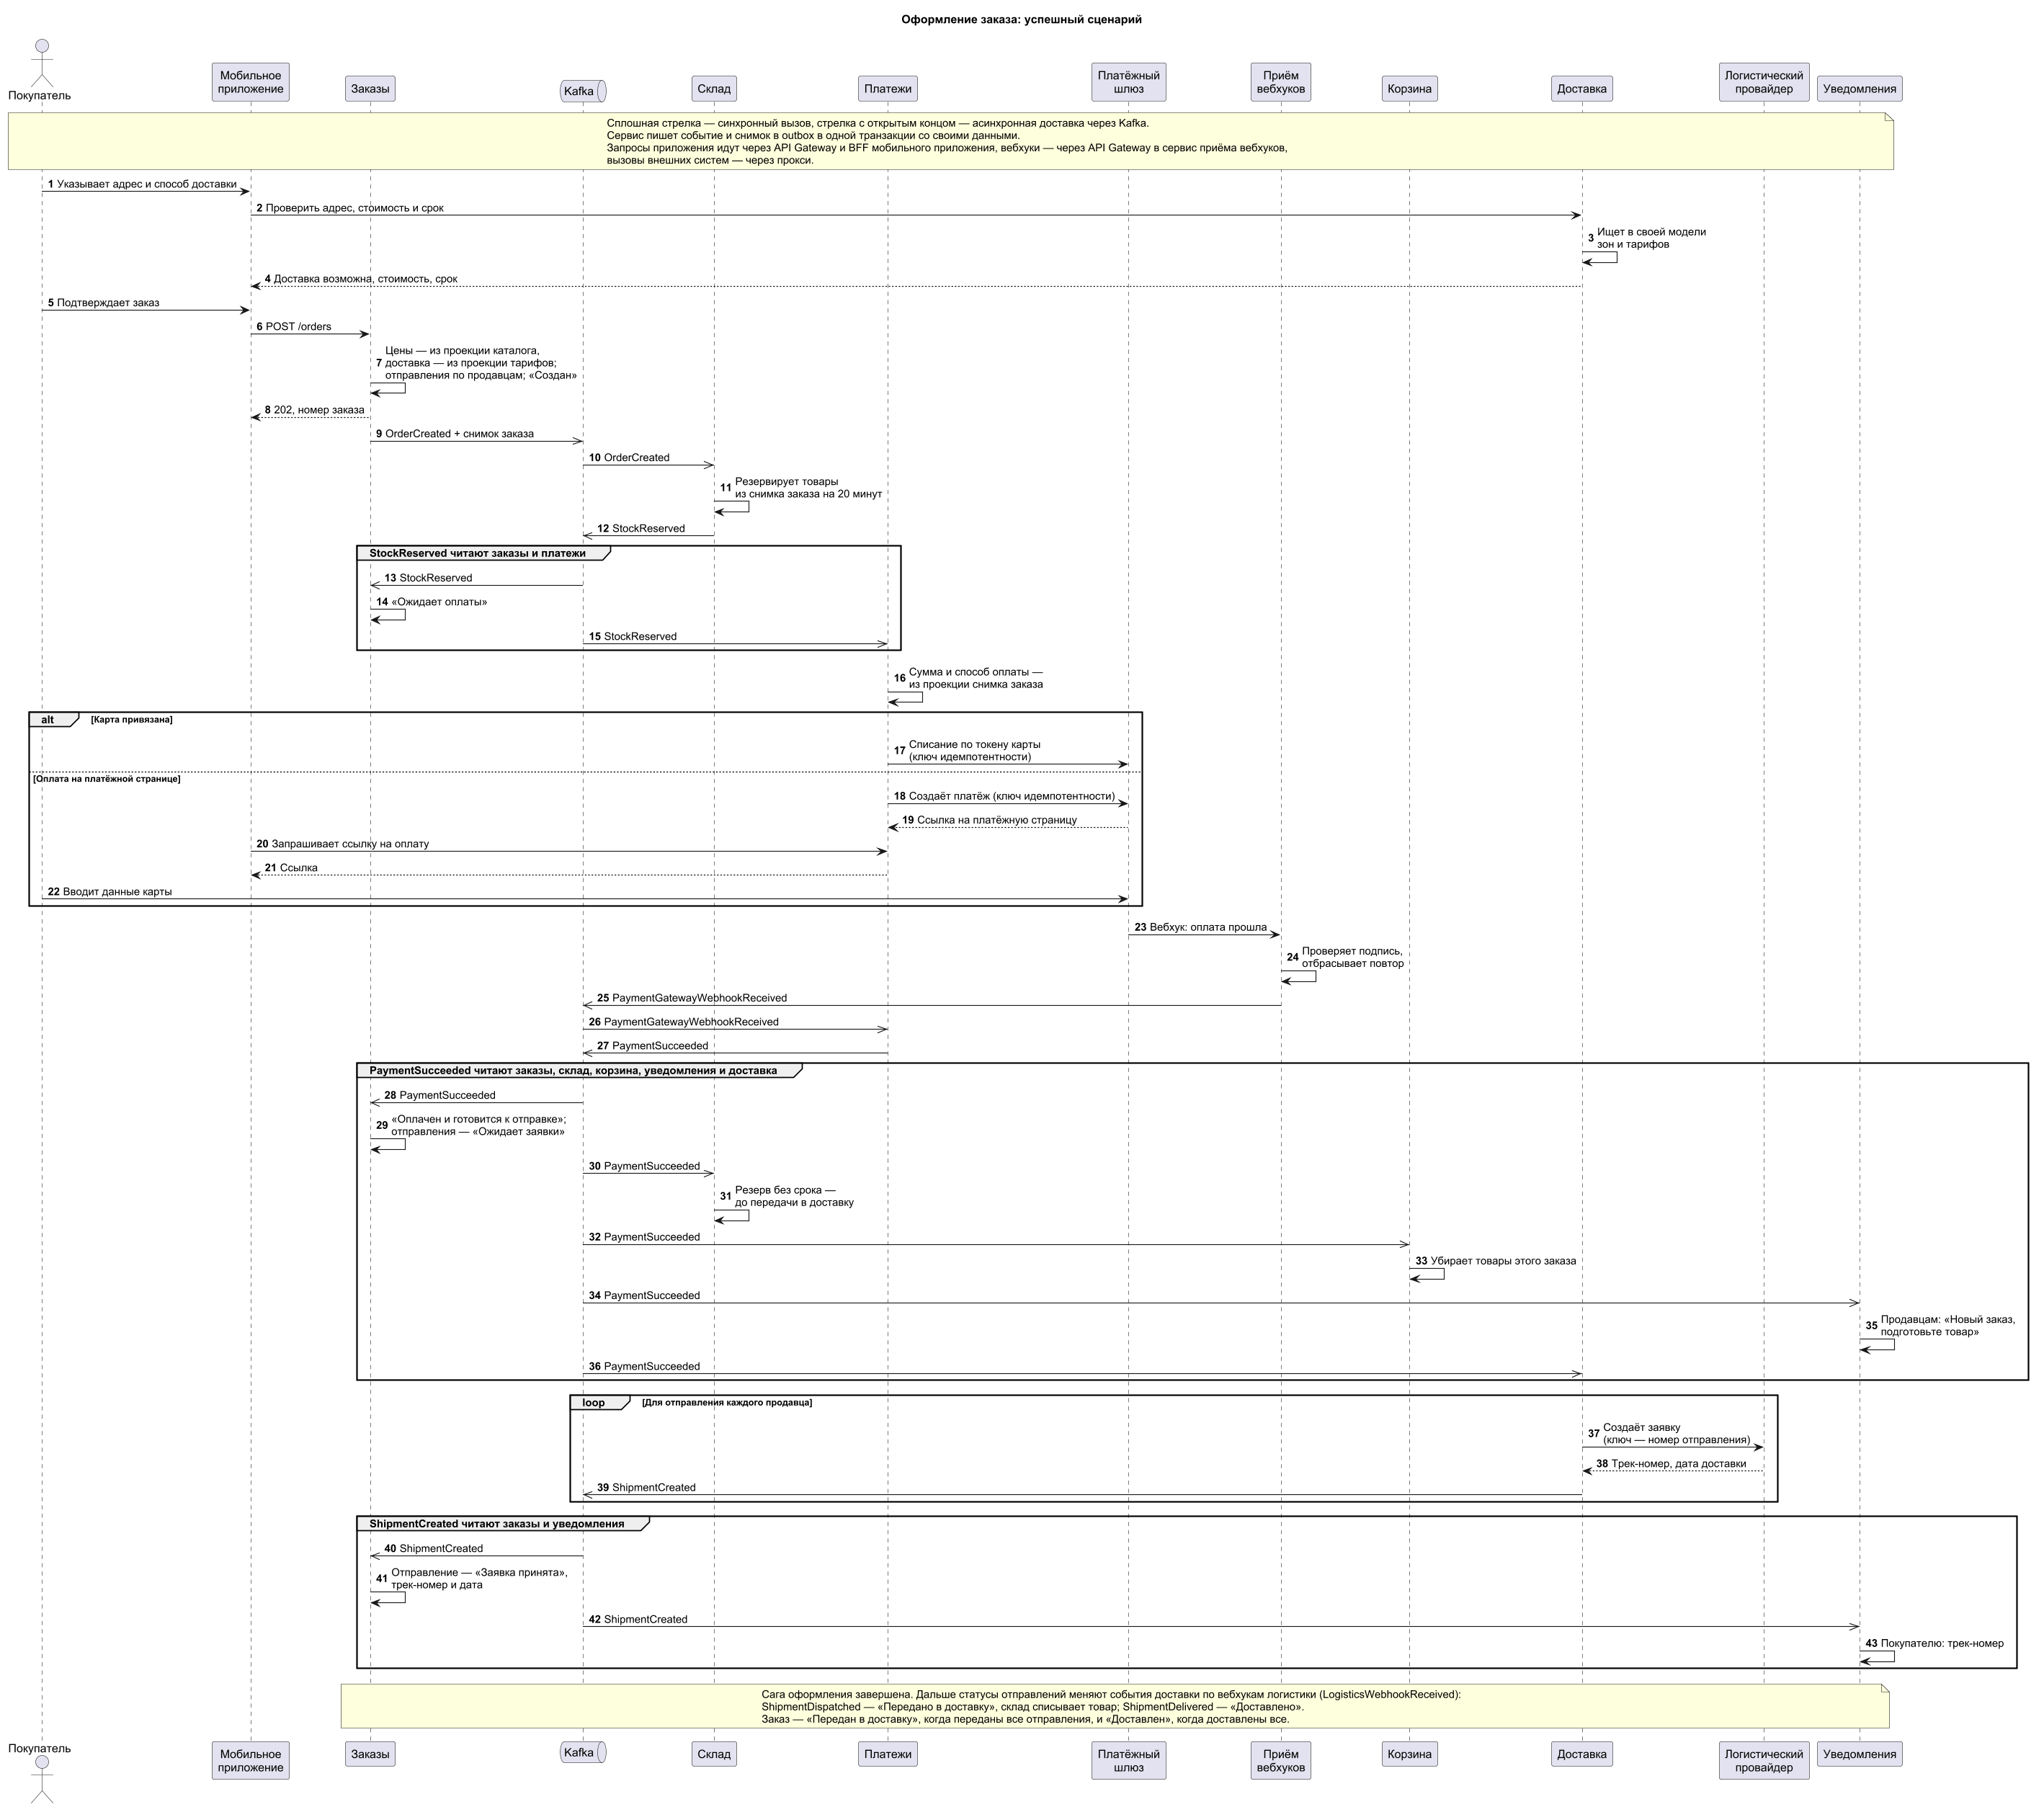 Оформление заказа: успешный сценарий
Покупатель
Мобильное
приложение
Заказы
Kafka
Склад
Платежи
Платёжный
шлюз
Приём
вебхуков
Корзина
Доставка
Логистический
провайдер
Уведомления
Сплошная стрелка — синхронный вызов, стрелка с открытым концом — асинхронная доставка через Kafka.
Сервис пишет событие и снимок в outbox в одной транзакции со своими данными.
Запросы приложения идут через API Gateway и BFF мобильного приложения, вебхуки — через API Gateway в сервис приёма вебхуков,
вызовы внешних систем — через прокси.
1 Указывает адрес и способ доставки
2 Проверить адрес, стоимость и срок
3 Ищет в своей модели
зон и тарифов
4 Доставка возможна, стоимость, срок
5 Подтверждает заказ
6 POST /orders
7 Цены — из проекции каталога,
доставка — из проекции тарифов;
отправления по продавцам; «Создан»
8 202, номер заказа
9 OrderCreated + снимок заказа
10 OrderCreated
11 Резервирует товары
из снимка заказа на 20 минут
12 StockReserved
StockReserved читают заказы и платежи
13 StockReserved
14 «Ожидает оплаты»
15 StockReserved
16 Сумма и способ оплаты —
из проекции снимка заказа
alt [Карта привязана]
17 Списание по токену карты
(ключ идемпотентности)
[Оплата на платёжной странице]
18 Создаёт платёж (ключ идемпотентности)
19 Ссылка на платёжную страницу
20 Запрашивает ссылку на оплату
21 Ссылка
22 Вводит данные карты
23 Вебхук: оплата прошла
24 Проверяет подпись,
отбрасывает повтор
25 PaymentGatewayWebhookReceived
26 PaymentGatewayWebhookReceived
27 PaymentSucceeded
PaymentSucceeded читают заказы, склад, корзина, уведомления и доставка
28 PaymentSucceeded
29 «Оплачен и готовится к отправке»;
отправления — «Ожидает заявки»
30 PaymentSucceeded
31 Резерв без срока —
до передачи в доставку
32 PaymentSucceeded
33 Убирает товары этого заказа
34 PaymentSucceeded
35 Продавцам: «Новый заказ,
подготовьте товар»
36 PaymentSucceeded
loop [Для отправления каждого продавца]
37 Создаёт заявку
(ключ — номер отправления)
38 Трек-номер, дата доставки
39 ShipmentCreated
ShipmentCreated читают заказы и уведомления
40 ShipmentCreated
41 Отправление — «Заявка принята»,
трек-номер и дата
42 ShipmentCreated
43 Покупателю: трек-номер
Сага оформления завершена. Дальше статусы отправлений меняют события доставки по вебхукам логистики (LogisticsWebhookReceived):
ShipmentDispatched — «Передано в доставку», склад списывает товар; ShipmentDelivered — «Доставлено».
Заказ — «Передан в доставку», когда переданы все отправления, и «Доставлен», когда доставлены все.
Покупатель
Мобильное
приложение
Заказы
Kafka
Склад
Платежи
Платёжный
шлюз
Приём
вебхуков
Корзина
Доставка
Логистический
провайдер
Уведомления